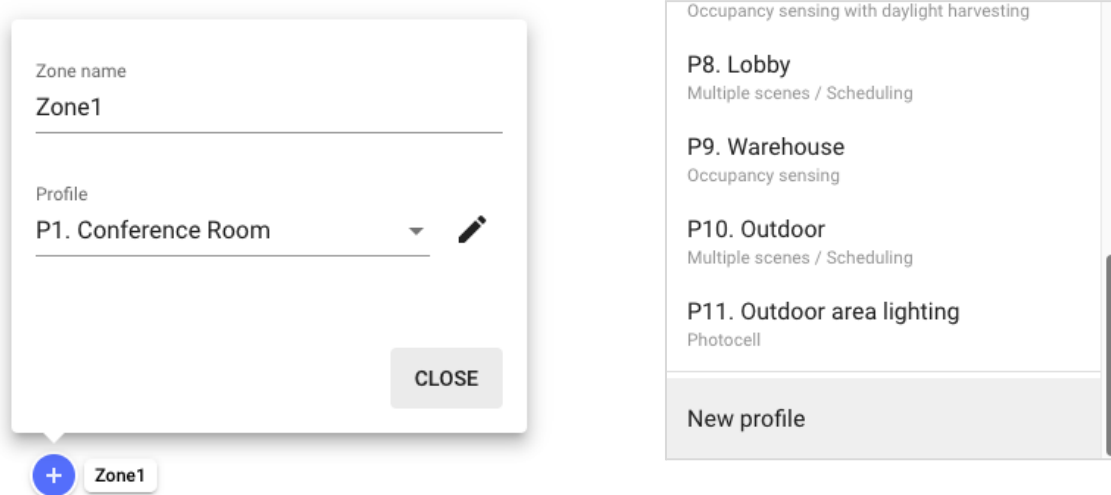 Zone name
Zone1
Profile
P1. Conference Room
CLOSE
+
Zone1
Occupancy sensing with daylight harvesting
P8. Lobby
Multiple scenes / Scheduling
P9. Warehouse
Occupancy sensing
P10. Outdoor
Multiple scenes / Scheduling
P11. Outdoor area lighting
Photocell
New profile